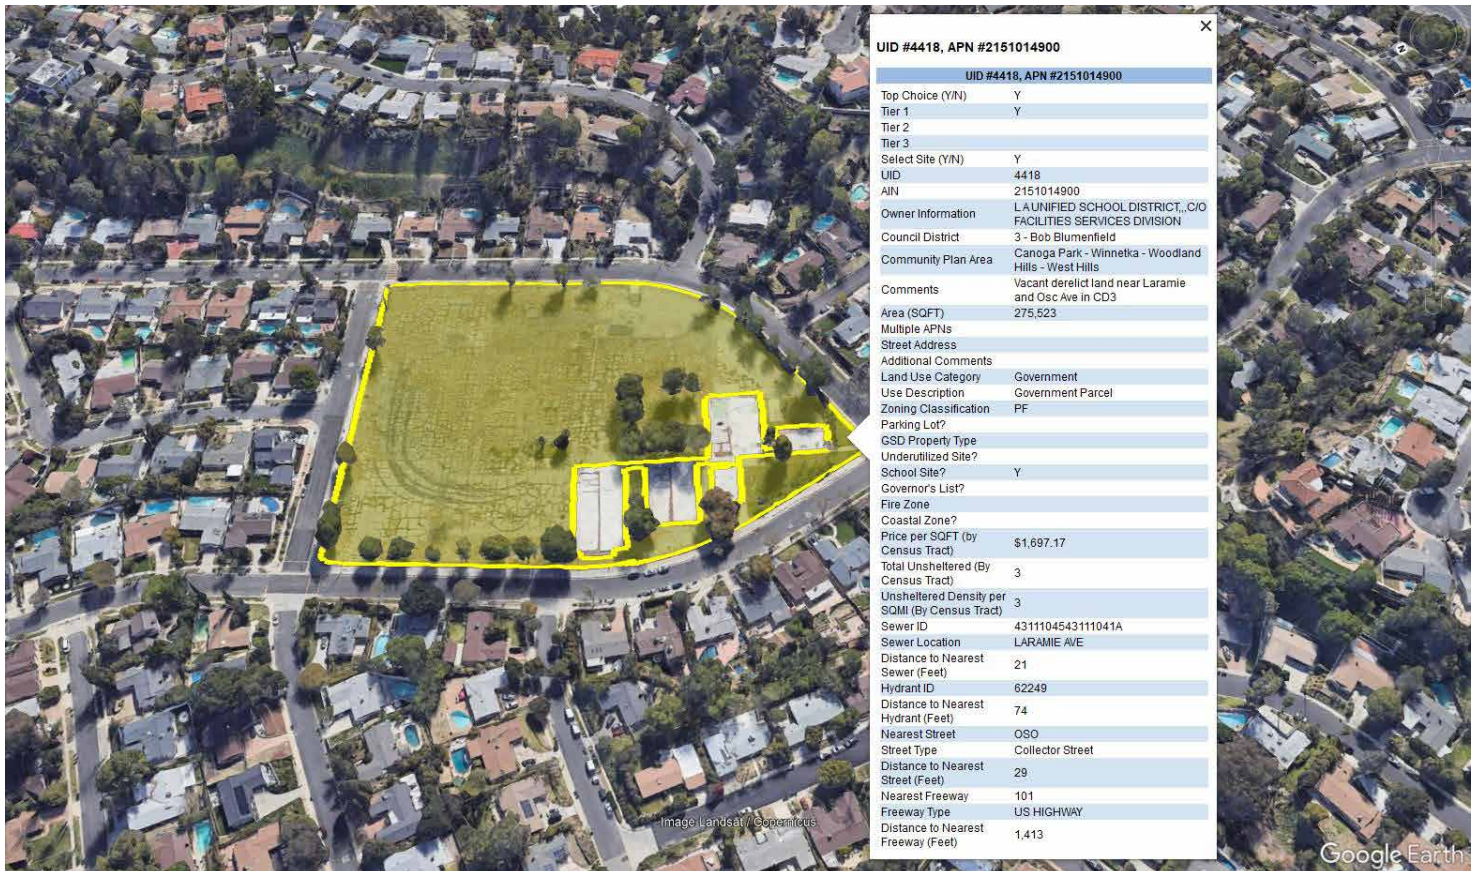 UID #4418, APN #2151014900
UID #4418, APN #2151014900
Top Choice (Y/N) Y
Tier 1 Y
Tier 2
Tier 3
Select Site (Y/N) Y
UID 4418
AIN 2151014900
Owner Information LA UNIFIED SCHOOL DISTRICT,,,C/O
FACILITIES SERVICES DIVISION
Council District 3 - Bob Blumenfield
Community Plan Area Canoga Park - Winnetka - Woodland
Hills - West Hills
Comments Vacant derelict land near Laramie
and Osc Ave in CD3
Area (SQFT) 275,523
Multiple APNs
Street Address
Additional Comments
Land Use Category Government
Use Description Government Parcel
Zoning Classification PF
Parking Lot?
GSD Property Type
Underutilized Site?
School Site? Y
Governor's List?
Fire Zone
Coastal Zone?
Price per SQFT (by
Census Tract) $1,697.17
Total Unsheltered (By
Census Tract) 3
Unsheltered Density per
SQMI (By Census Tract) 3
Sewer ID 4311104543111041A
Sewer Location LARAMIE AVE
Distance to Nearest
Sewer (Feet) 21
Hydrant ID 62249
Distance to Nearest
Hydrant (Feet) 74
Nearest Street OSO
Street Type Collector Street
Distance to Nearest
Street (Feet) 29
Nearest Freeway 101
Freeway Type US HIGHWAY
Distance to Nearest
Freeway (Feet) 1,413
N
Image Landsat / Copernicus
Google Earth